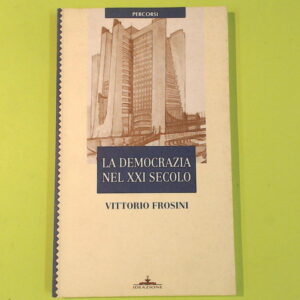 PERCORSI
LA DEMOCRAZIA
NEL XXI SECOLO
VITTORIO FROSINI
IDEAZIONE